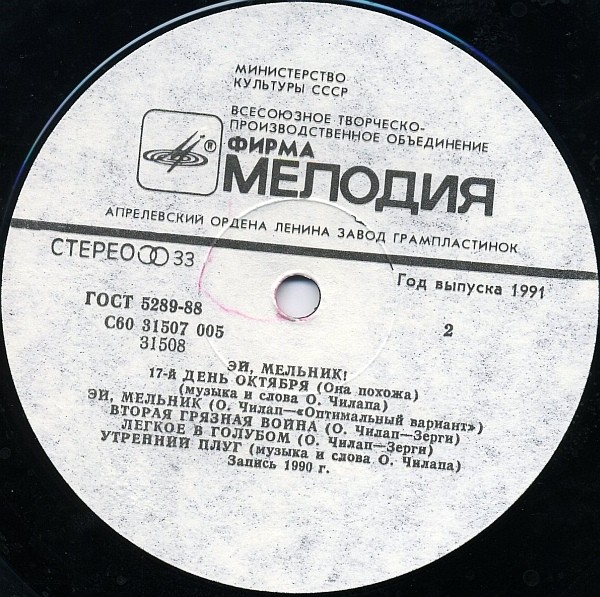 МИНИСТЕРСТВО
КУЛЬТУРЫ СССР
ВСЕСОЮЗНОЕ ТВОРЧЕСКО-
ПРОИЗВОДСТВЕННОЕ ОБЪЕДИНЕНИЕ
®
ФИРМА
МЕЛОДИЯ
АПРЕЛЕВСКИЙ ОРДЕНА ЛЕНИНА ЗАВОД ГРАМПЛАСТИНОК
СТЕРЕО 33
Год выпуска 1991
ГОСТ 5289-88
С60 31507 005
31508
2
ЭЙ, МЕЛЬНИК!
17-й ДЕНЬ ОКТЯБРЯ (Она похожа)
(музыка и слова О. Чилапа)
ЭЙ, МЕЛЬНИК (О. Чилап—«Оптимальный вариант»)
ВТОРАЯ ГРЯЗНАЯ ВОЙНА (О. Чилап—Зерги)
ЛЕГКОЕ В ГОЛУБОМ (О. Чилап—Зерги)
УТРЕННИЙ ПЛУГ (музыка и слова О. Чилапа)
Запись 1990 г.